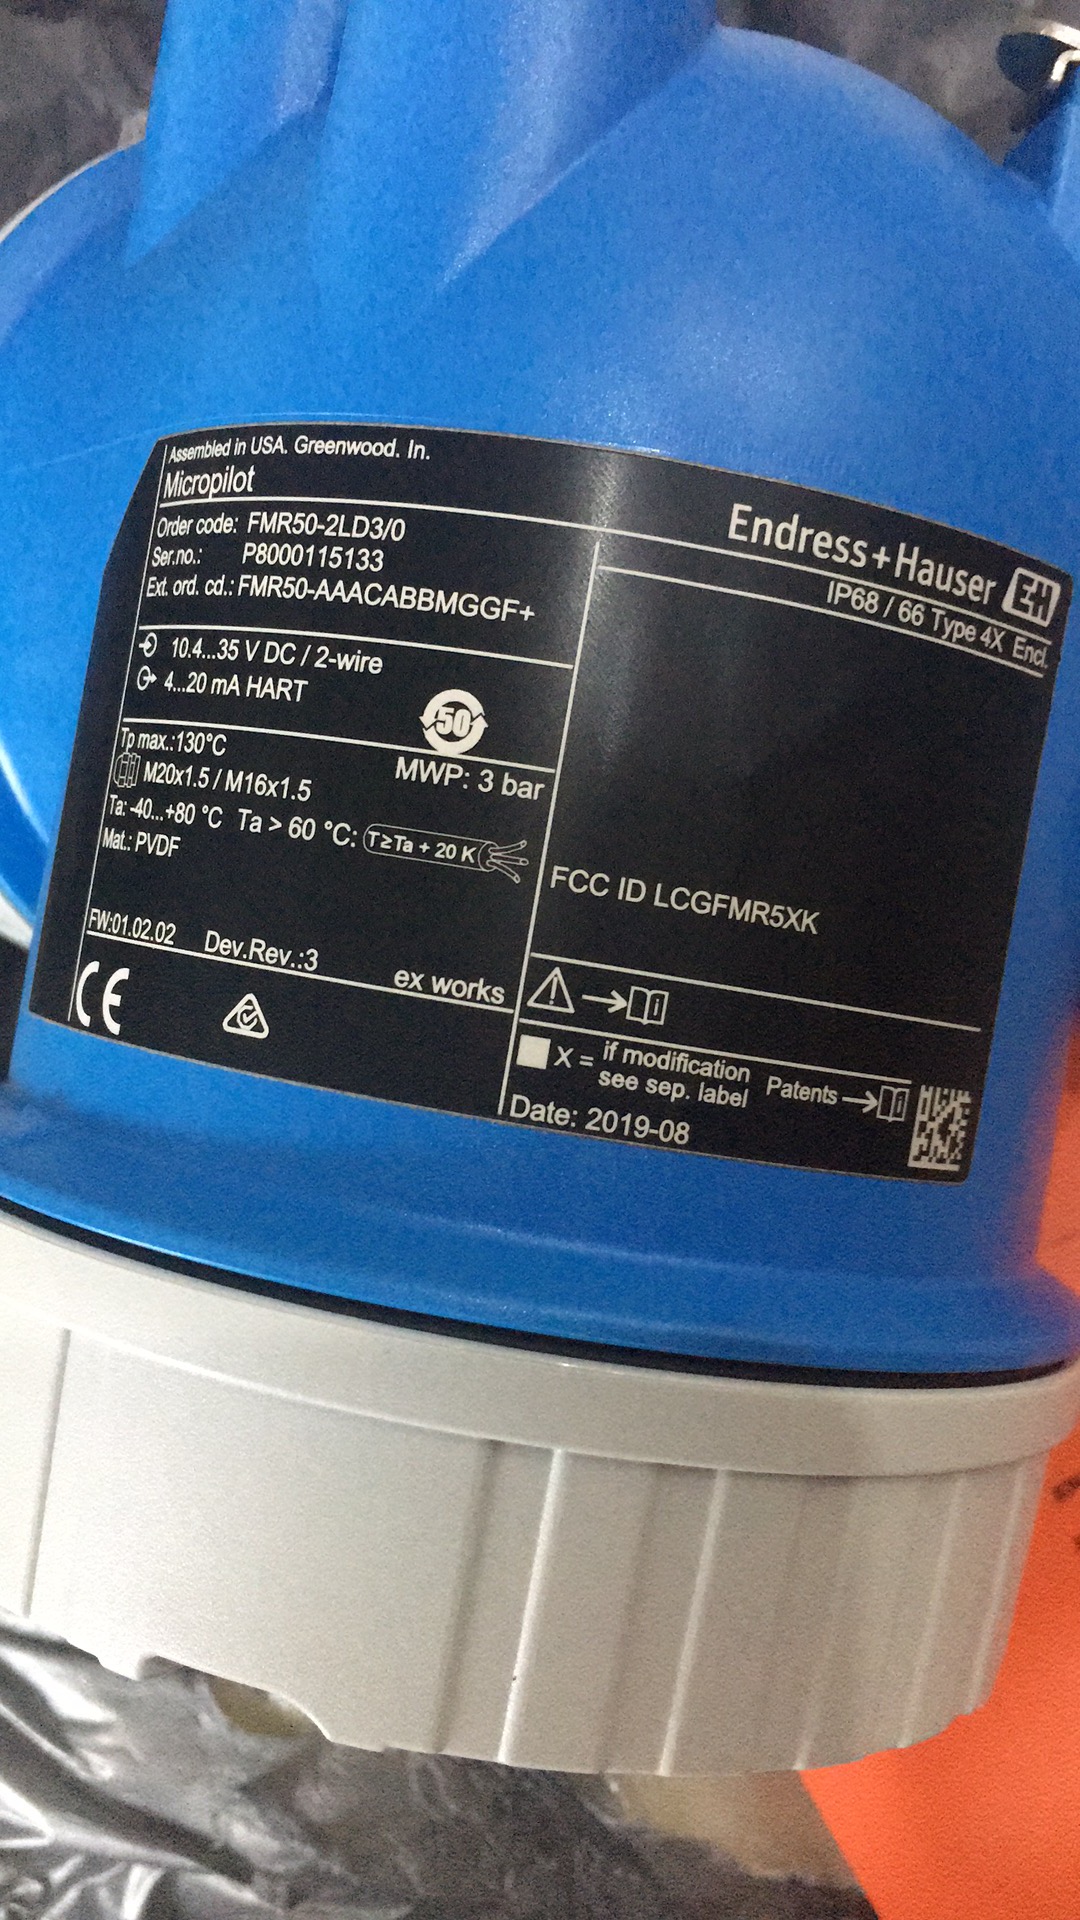 Assembled in USA. Greenwood. In.
Micropilot
Endress+Hauser EH
IP68 / 66 Type 4X Encl.
Order code: FMR50-2LD3/0
Ser.no.: P8000115133
Ext. ord. cd.: FMR50-AAACABBMGGF+
10.4...35 V DC / 2-wire
4...20 mA HART
50
Tp max.:130°C
MWP: 3 bar
M20x1.5 / M16x1.5
Ta: -40...+80 °C Ta > 60 °C: T≥Ta + 20 K
Mat.: PVDF
FW:01.02.02 Dev.Rev.:3 ex works
CE
FCC ID LCGFMR5XK
X = if modification
see sep. label
Patents
Date: 2019-08